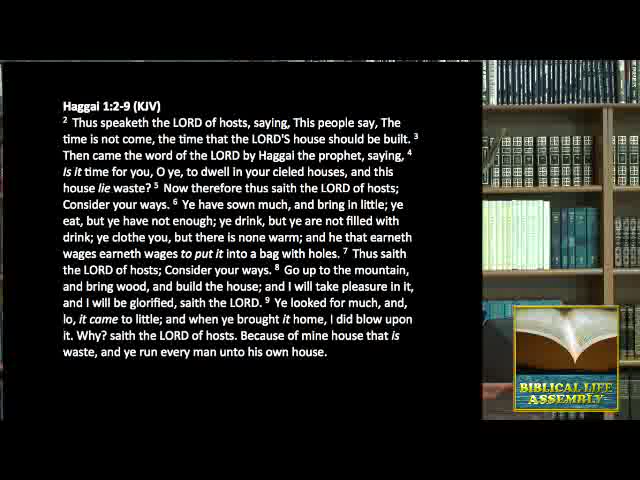 Haggai 1:2-9 (KJV)
2 Thus speaketh the LORD of hosts, saying, This people say, The
time is not come, the time that the LORD'S house should be built. 3
Then came the word of the LORD by Haggai the prophet, saying, 4
Is it time for you, O ye, to dwell in your cieled houses, and this
house lie waste? 5 Now therefore thus saith the LORD of hosts;
Consider your ways. 6 Ye have sown much, and bring in little; ye
eat, but ye have not enough; ye drink, but ye are not filled with
drink; ye clothe you, but there is none warm; and he that earneth
wages earneth wages to put it into a bag with holes. 7 Thus saith
the LORD of hosts; Consider your ways. 8 Go up to the mountain,
and bring wood, and build the house; and I will take pleasure in it,
and I will be glorified, saith the LORD. 9 Ye looked for much, and,
lo, it came to little; and when ye brought it home, I did blow upon
it. Why? saith the LORD of hosts. Because of mine house that is
waste, and ye run every man unto his own house.
BIBLICAL LIFE
ASSEMBLY